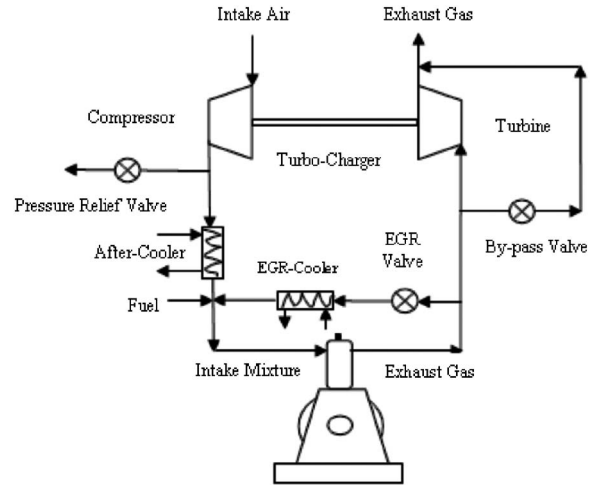 Intake Air
Exhaust Gas
Compressor
Turbine
Turbo-Charger
Pressure Relief Valve
EGR
Valve
By-pass Valve
After-Cooler
EGR-Cooler
Fuel
Intake Mixture
Exhaust Gas